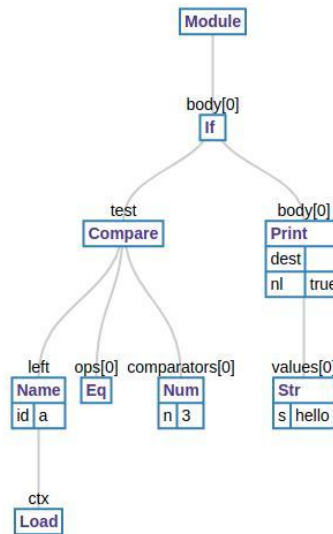 Module
body[0]
If
test
body[0]
Compare
Print
dest
nl true
left ops[0] comparators[0] values[0]
Name Eq Num Str
id a n 3 s hello
ctx
Load